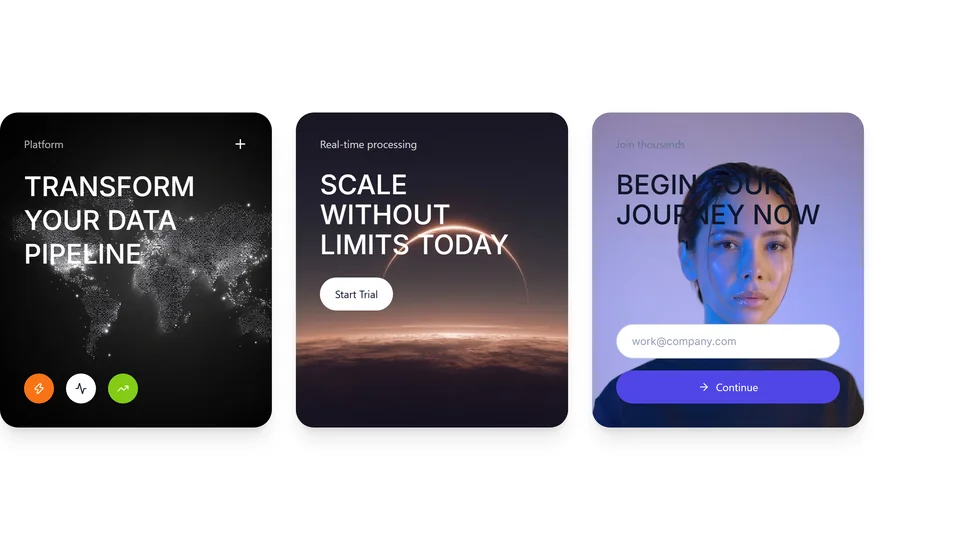 Platform
TRANSFORM
YOUR DATA
PIPELINE
Real-time processing
SCALE
WITHOUT
LIMITS TODAY
Start Trial
Join thousands
BEGIN YOUR
JOURNEY NOW
work@company.com
Continue